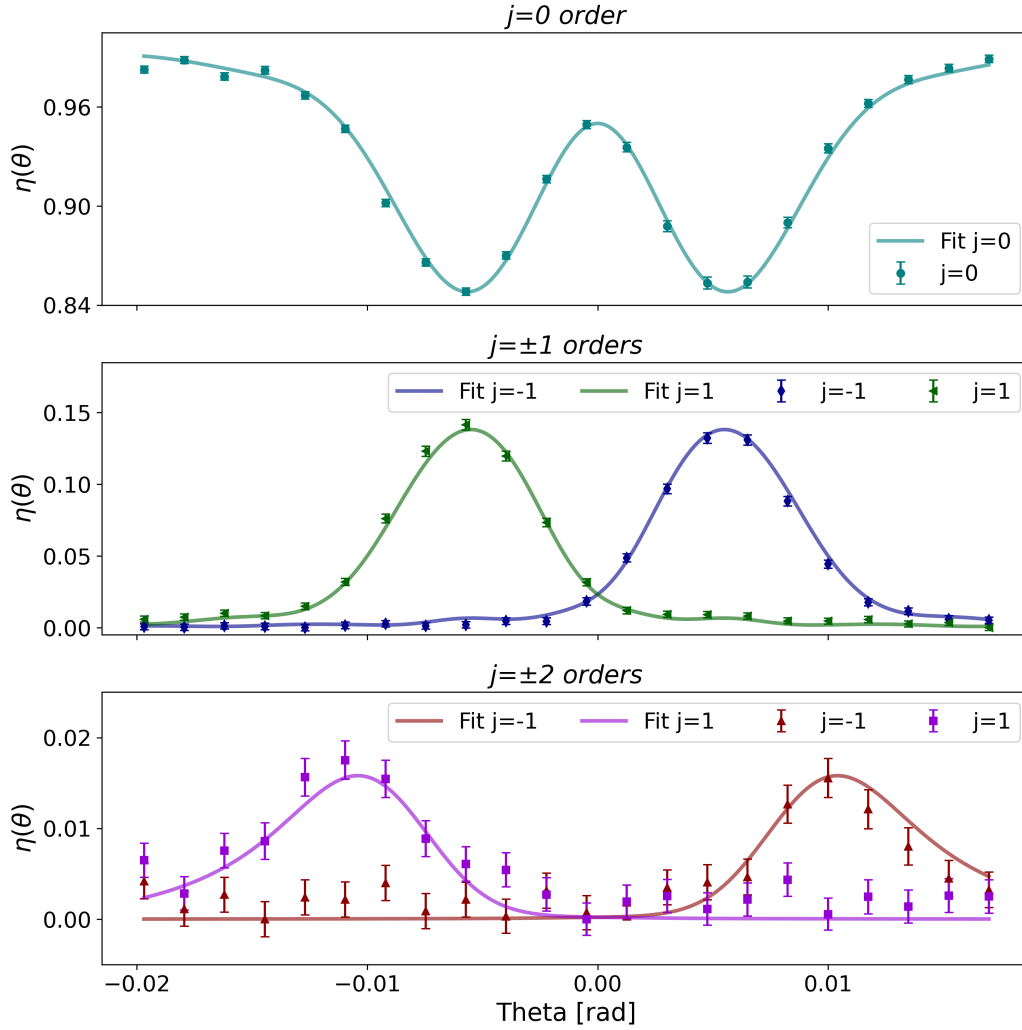 j=0 order
η(θ)
0.96
0.90
0.84
Fit j=0
j=0
j=±1 orders
η(θ)
0.15
0.10
0.05
0.00
Fit j=-1 Fit j=1 j=-1 j=1
j=±2 orders
η(θ)
0.02
0.01
0.00
Fit j=-1 Fit j=1 j=-1 j=1
−0.02 −0.01 0.00 0.01
Theta [rad]